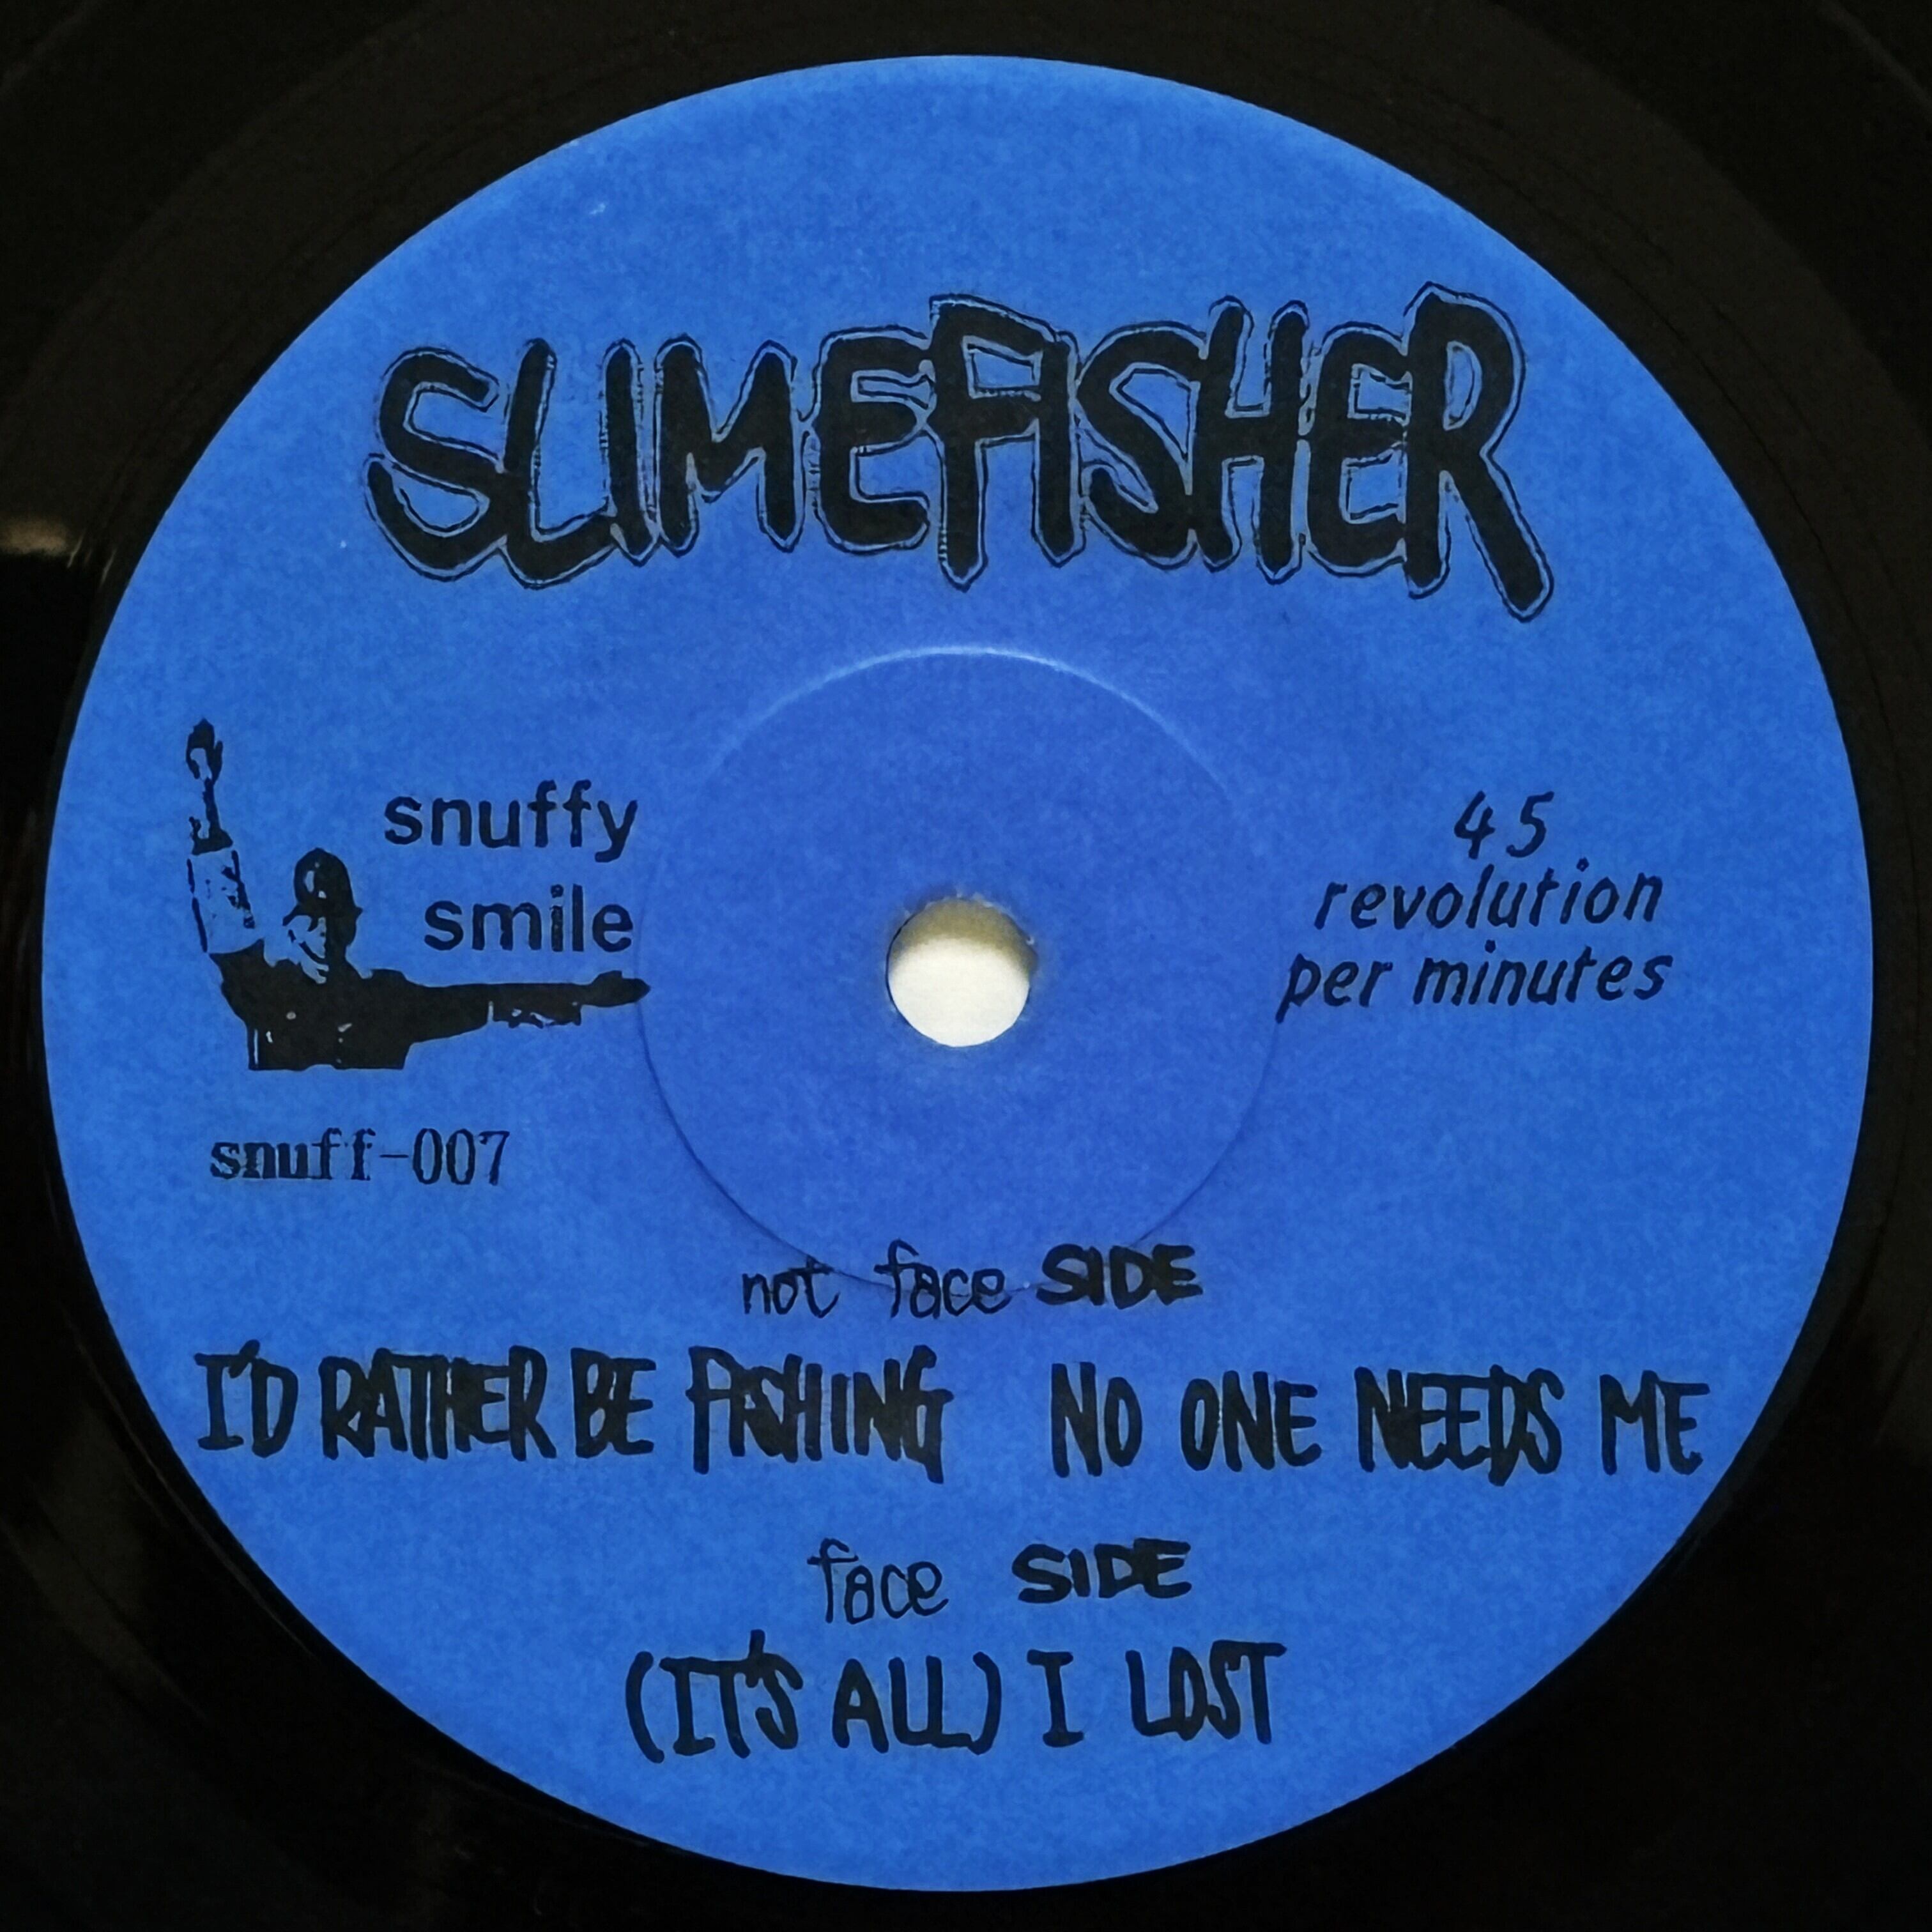 SLIMEFISHER
snuffy
smile
45
revolution
per minutes
snuff-007
not face SIDE
I'D RATHER BE FISHING NO ONE NEEDS ME
face SIDE
(IT'S ALL) I LOST